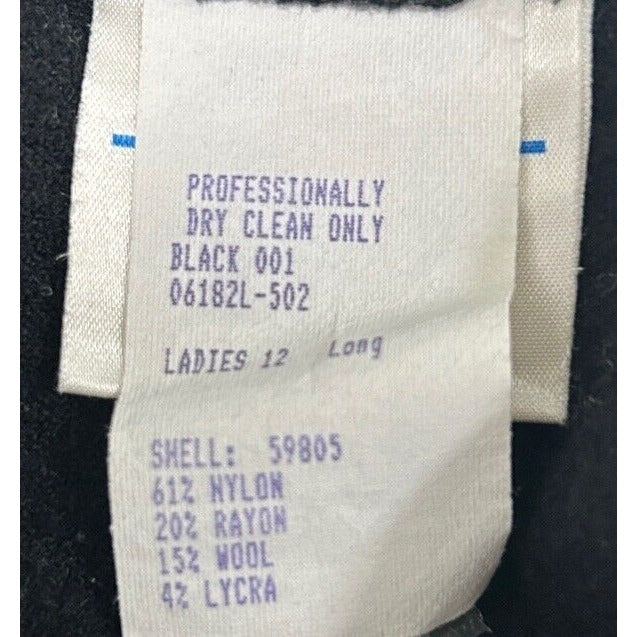 PROFESSIONALLY
DRY CLEAN ONLY
BLACK 001
06182L-502
LADIES 12 Long
SHELL: 59805
61% NYLON
20% RAYON
15% WOOL
4% LYCRA